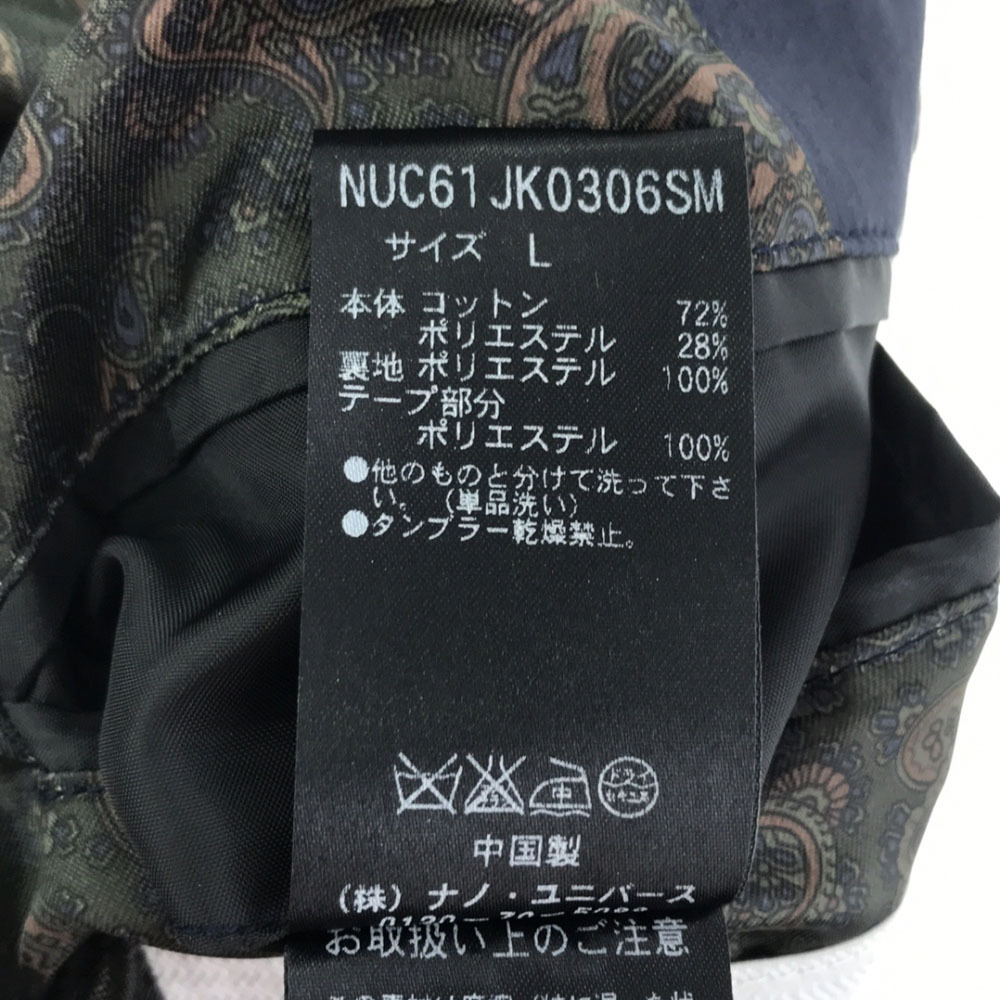 NUC61JK0306SM
サイズ L
本体 コットン 72%
ポリエステル 28%
裏地 ポリエステル 100%
テープ部分
ポリエステル 100%
●他のものと分けて洗って下さ
い。(単品洗い)
●タンブラー乾燥禁止。
中 ドライ
中国製
(株) ナノ・ユニバース
お取扱い上のご注意